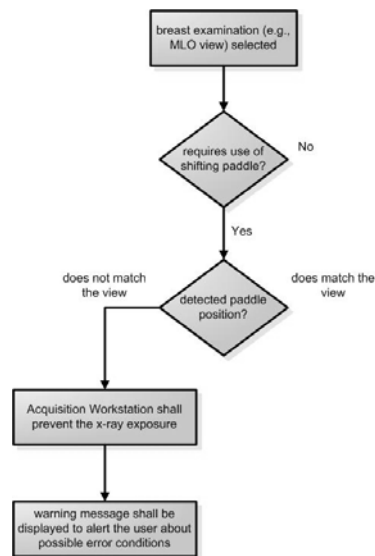 breast examination (e.g.,
MLO view) selected
requires use of
shifting paddle?
No
Yes
does not match
the view
does match the
view
detected paddle
position?
Acquisition Workstation shall
prevent the x-ray exposure
warning message shall be
displayed to alert the user about
possible error conditions